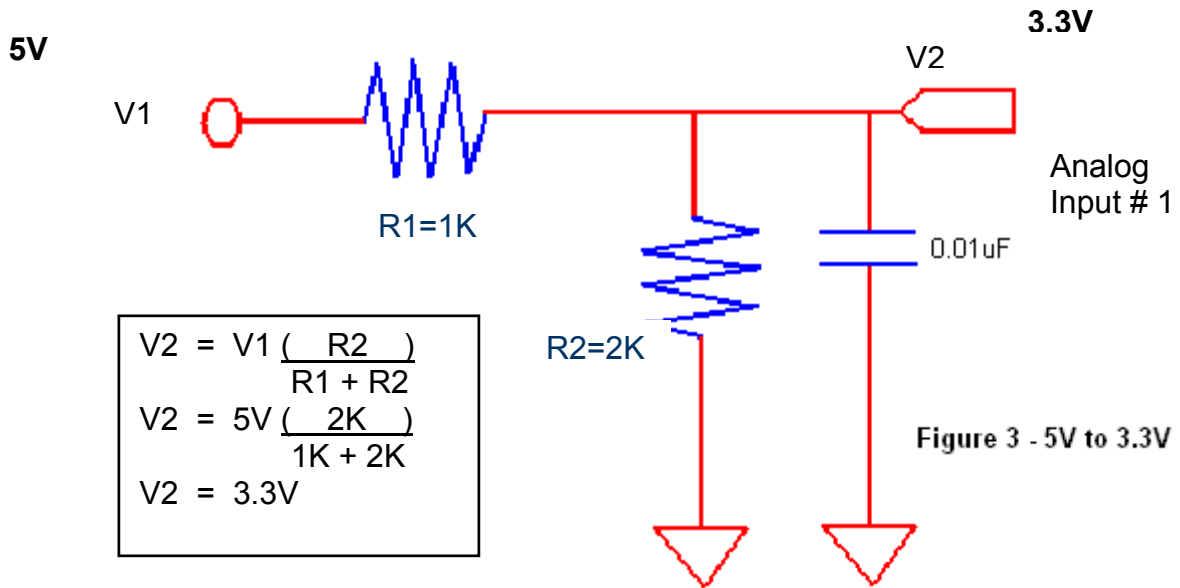 5V
3.3V
V1
V2
Analog
Input # 1
R1=1K
0.01uF
R2=2K
V2 = V1 ( R2 )
R1 + R2
V2 = 5V ( 2K )
1K + 2K
V2 = 3.3V
Figure 3 - 5V to 3.3V